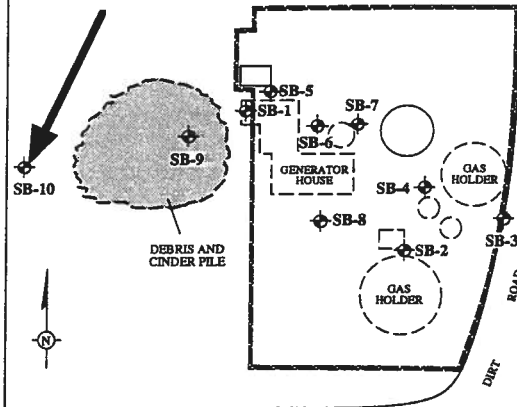 SB-5
SB-1
SB-7
SB-6
SB-9
GENERATOR
HOUSE
GAS
HOLDER
SB-10
SB-4
SB-8
SB-3
DEBRIS AND
CINDER PILE
SB-2
GAS
HOLDER
N
DIRT ROAD